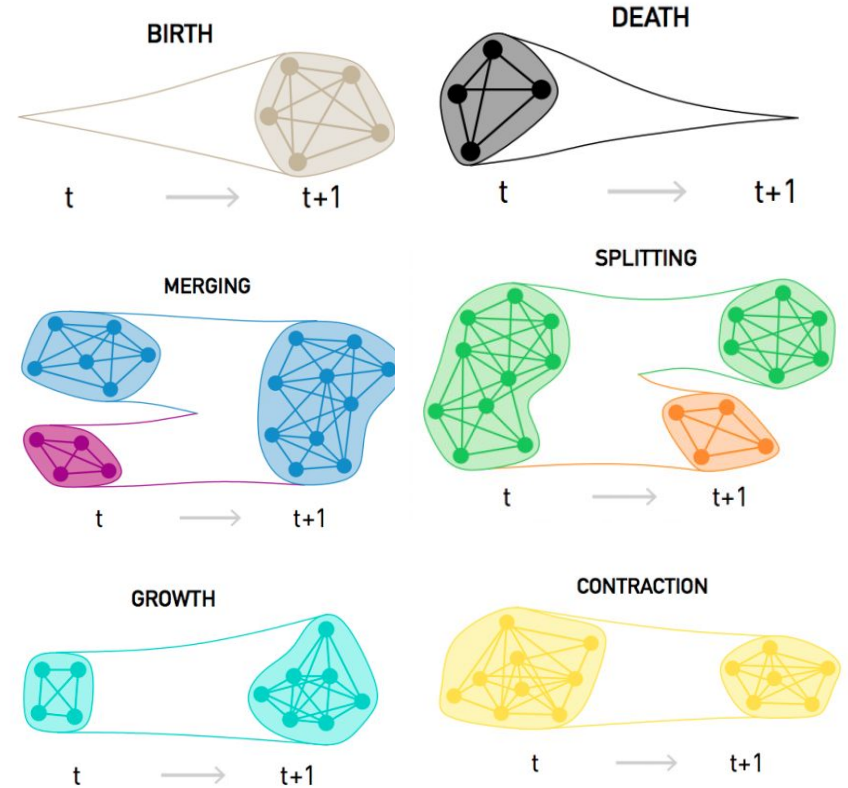 BIRTH
t
t+1
DEATH
t
t+1
MERGING
t
t+1
SPLITTING
t
t+1
GROWTH
t
t+1
CONTRACTION
t
t+1